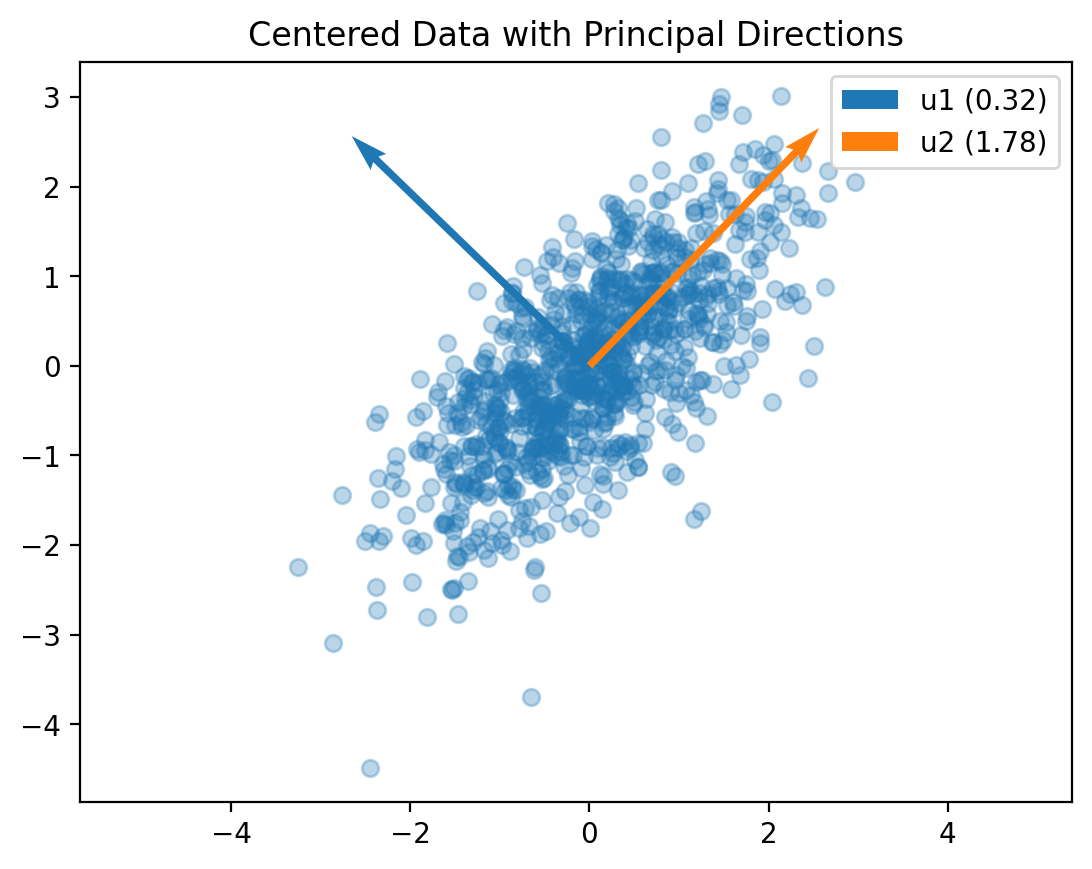 Centered Data with Principal Directions
u1 (0.32)
u2 (1.78)
3
2
1
0
−1
−2
−3
−4
−4 −2 0 2 4